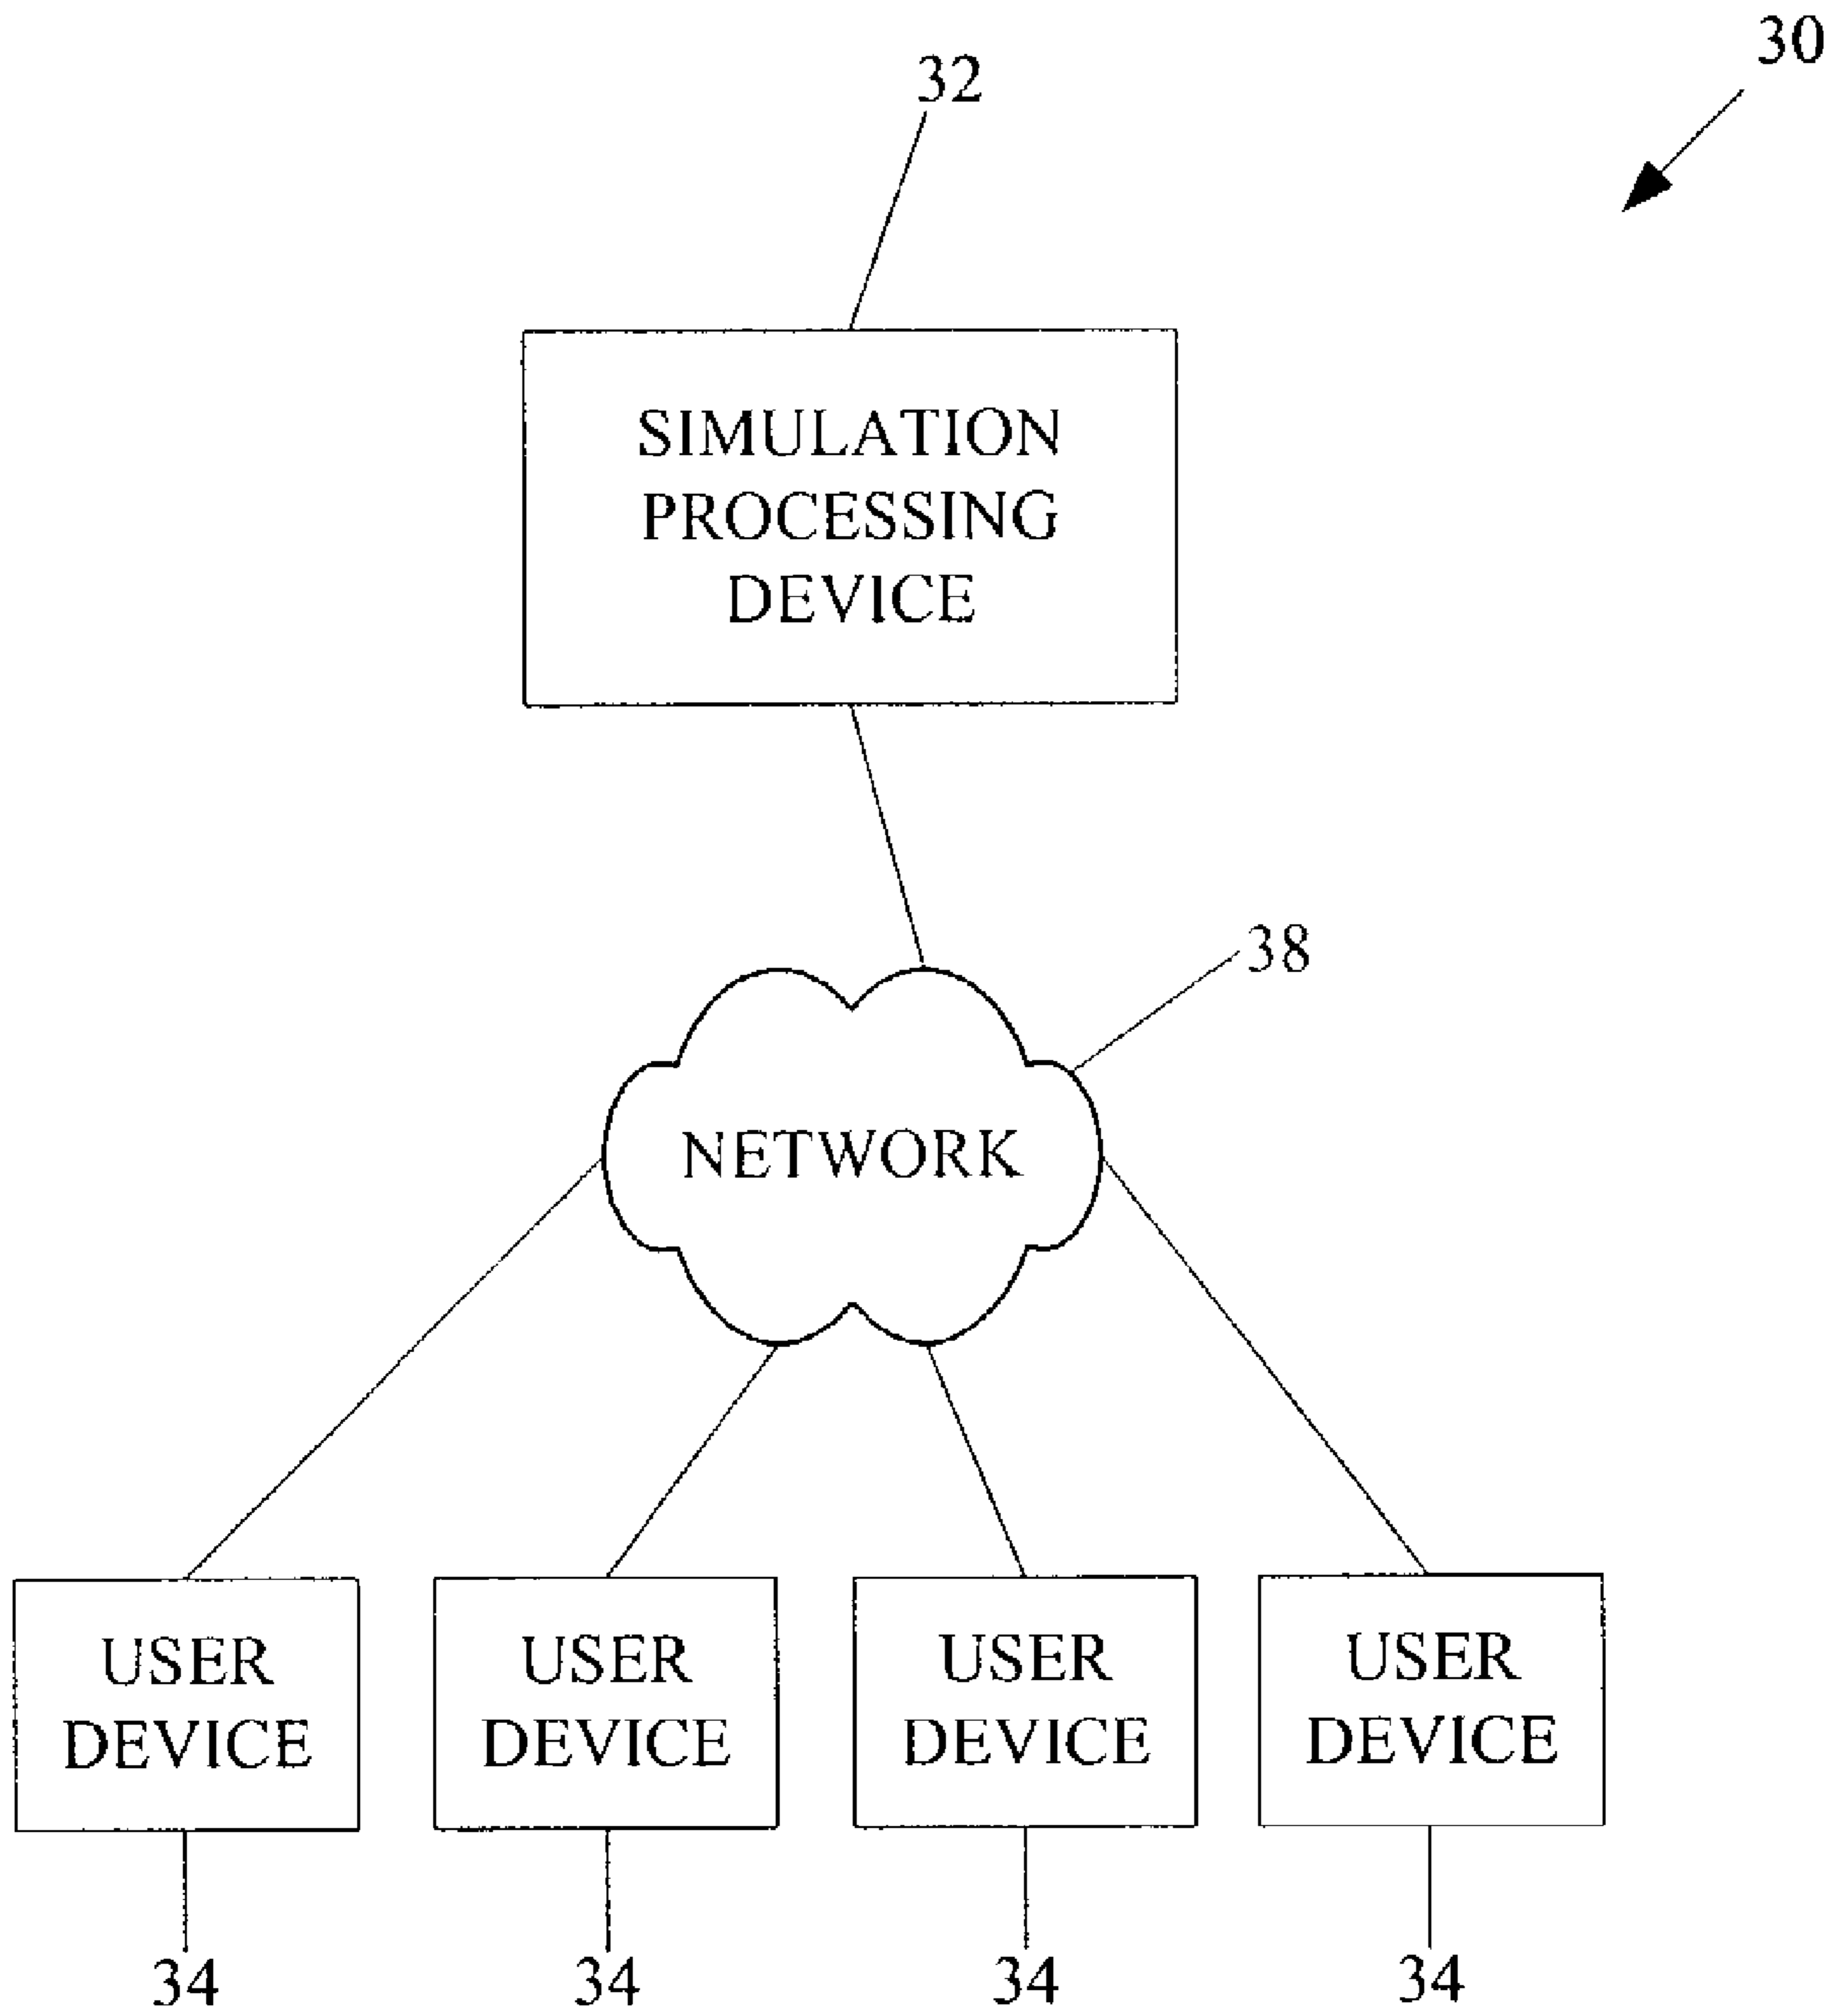 30
32
SIMULATION
PROCESSING
DEVICE
38
NETWORK
USER
DEVICE
USER
DEVICE
USER
DEVICE
USER
DEVICE
34
34
34
34